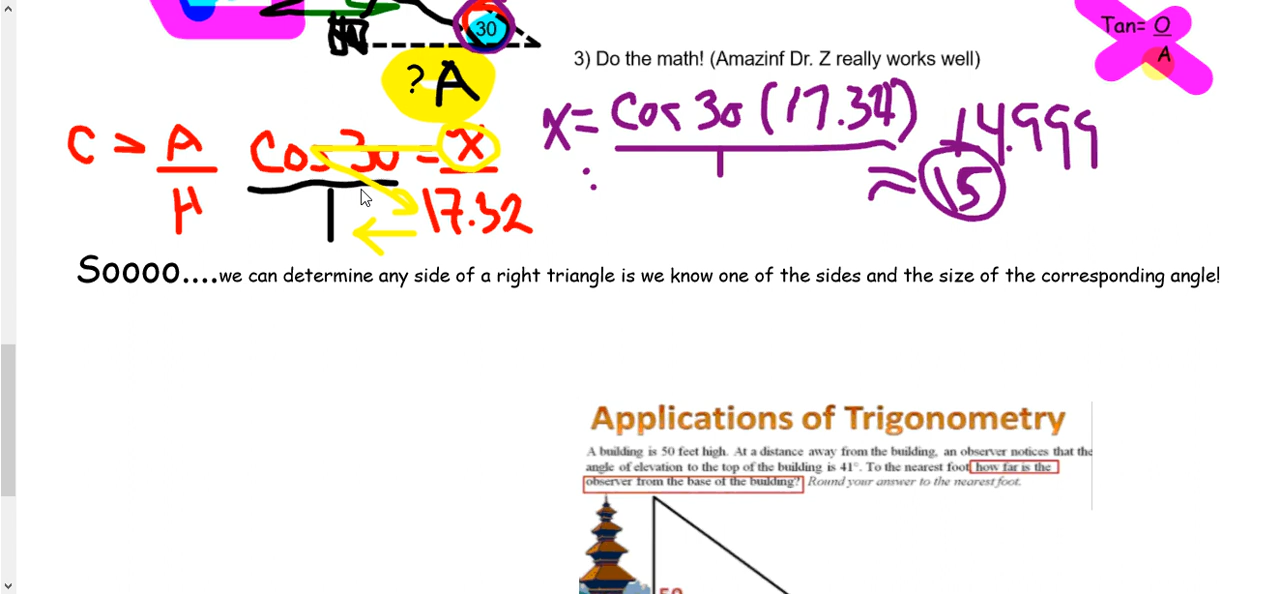 30
Tan= O
A
3) Do the math! (Amazinf Dr. Z really works well)
? A
C = A
H
Cos 30 = X
1 17.32
X = Cos 30 (17.32)
1
14.999
≈ 15
Soooo....we can determine any side of a right triangle is we know one of the sides and the size of the corresponding angle!
Applications of Trigonometry
A building is 50 feet high. At a distance away from the building, an observer notices that the
angle of elevation to the top of the building is 41°. To the nearest foot, how far is the
observer from the base of the building? Round your answer to the nearest foot.
50